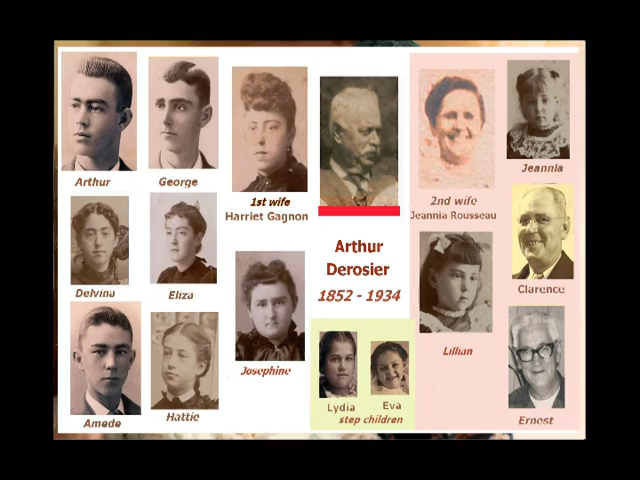 Arthur
George
1st wife
Harriet Gagnon
2nd wife
Jeannia Rousseau
Jeannia
Delvina
Eliza
Josephine
Arthur
Derosier
1852 - 1934
Clarence
Lillian
Amede
Hattie
Lydia
Eva
step children
Ernest